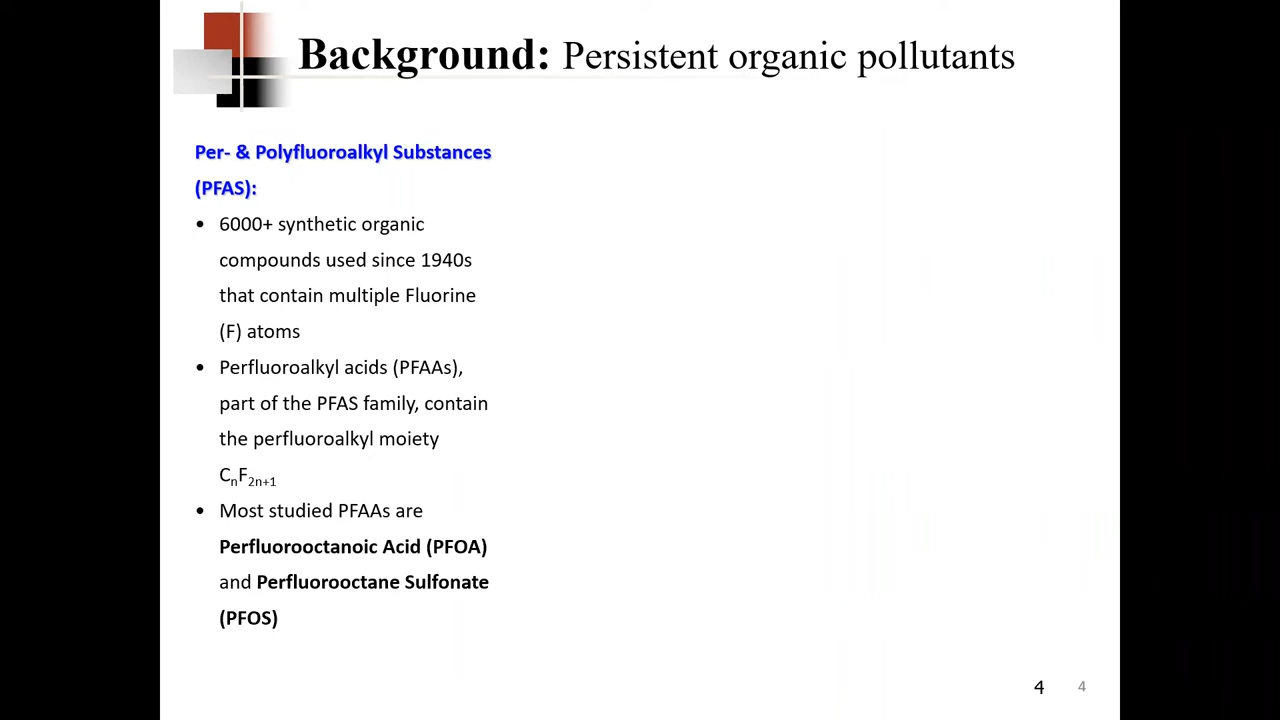 Background: Persistent organic pollutants
Per- & Polyfluoroalkyl Substances
(PFAS):
• 6000+ synthetic organic
compounds used since 1940s
that contain multiple Fluorine
(F) atoms
• Perfluoroalkyl acids (PFAAs),
part of the PFAS family, contain
the perfluoroalkyl moiety
CₙF₂ₙ₊₁
• Most studied PFAAs are
Perfluorooctanoic Acid (PFOA)
and Perfluorooctane Sulfonate
(PFOS)
4 4